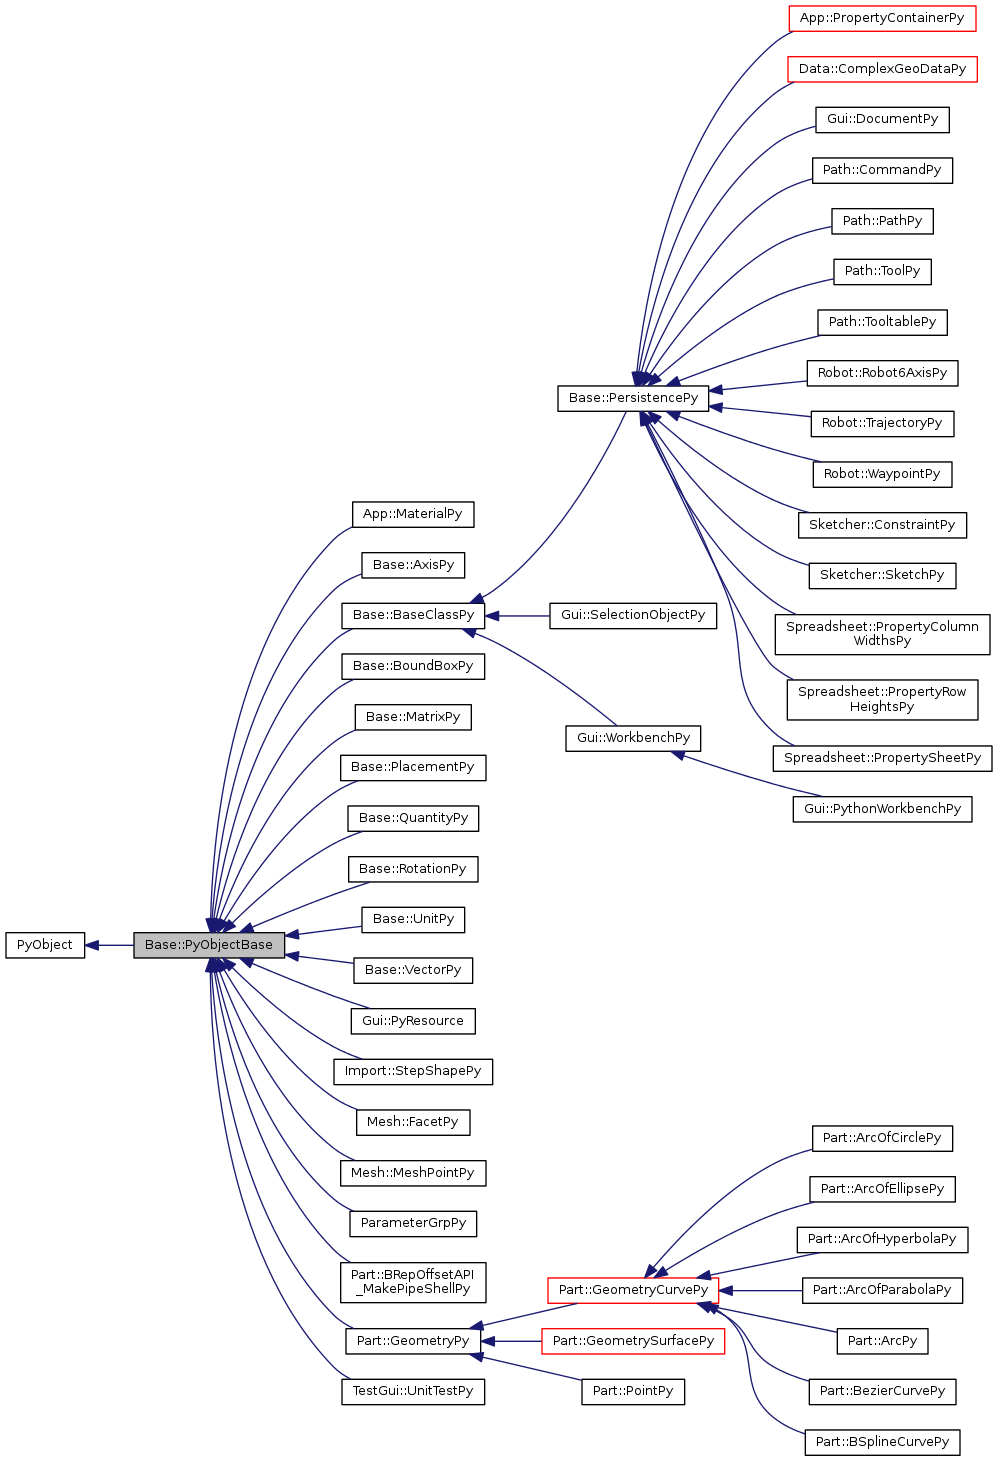 App::PropertyContainerPy
Data::ComplexGeoDataPy
Gui::DocumentPy
Path::CommandPy
Path::PathPy
Path::ToolPy
Path::TooltablePy
Robot::Robot6AxisPy
Base::PersistencePy
Robot::TrajectoryPy
Robot::WaypointPy
App::MaterialPy
Sketcher::ConstraintPy
Base::AxisPy
Sketcher::SketchPy
Base::BaseClassPy
Gui::SelectionObjectPy
Spreadsheet::PropertyColumn
WidthsPy
Base::BoundBoxPy
Spreadsheet::PropertyRow
HeightsPy
Base::MatrixPy
Gui::WorkbenchPy
Spreadsheet::PropertySheetPy
Base::PlacementPy
Gui::PythonWorkbenchPy
Base::QuantityPy
Base::RotationPy
Base::UnitPy
PyObject
Base::PyObjectBase
Base::VectorPy
Gui::PyResource
Import::StepShapePy
Mesh::FacetPy
Part::ArcOfCirclePy
Mesh::MeshPointPy
Part::ArcOfEllipsePy
ParameterGrpPy
Part::ArcOfHyperbolaPy
Part::BRepOffsetAPI
_MakePipeShellPy
Part::GeometryCurvePy
Part::ArcOfParabolaPy
Part::GeometryPy
Part::GeometrySurfacePy
Part::ArcPy
TestGui::UnitTestPy
Part::PointPy
Part::BezierCurvePy
Part::BSplineCurvePy